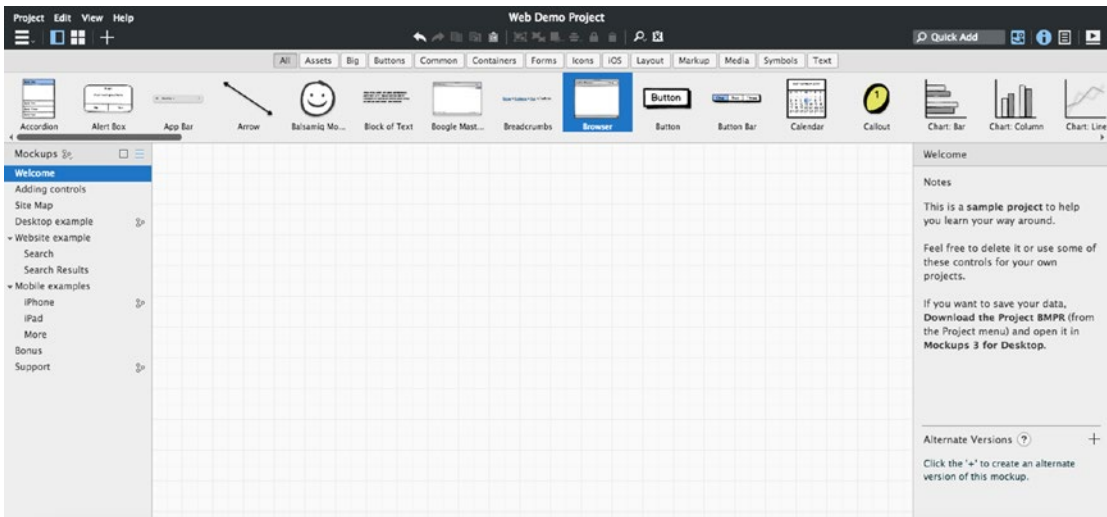 Project Edit View Help
Web Demo Project
Quick Add
All Assets Big Buttons Common Containers Forms Icons iOS Layout Markup Media Symbols Text
Button
1
Accordion Alert Box App Bar Arrow Balsamiq Mo... Block of Text Boogle Mast... Breadcrumbs Browser Button Button Bar Calendar Callout Chart: Bar Chart: Column Chart: Line
Mockups
Welcome
Adding controls
Site Map
Desktop example
Website example
Search
Search Results
Mobile examples
iPhone
iPad
More
Bonus
Support
Welcome
Notes
This is a sample project to help
you learn your way around.
Feel free to delete it or use some of
these controls for your own
projects.
If you want to save your data,
Download the Project BMPR (from
the Project menu) and open it in
Mockups 3 for Desktop.
Alternate Versions ?
Click the '+' to create an alternate
version of this mockup.